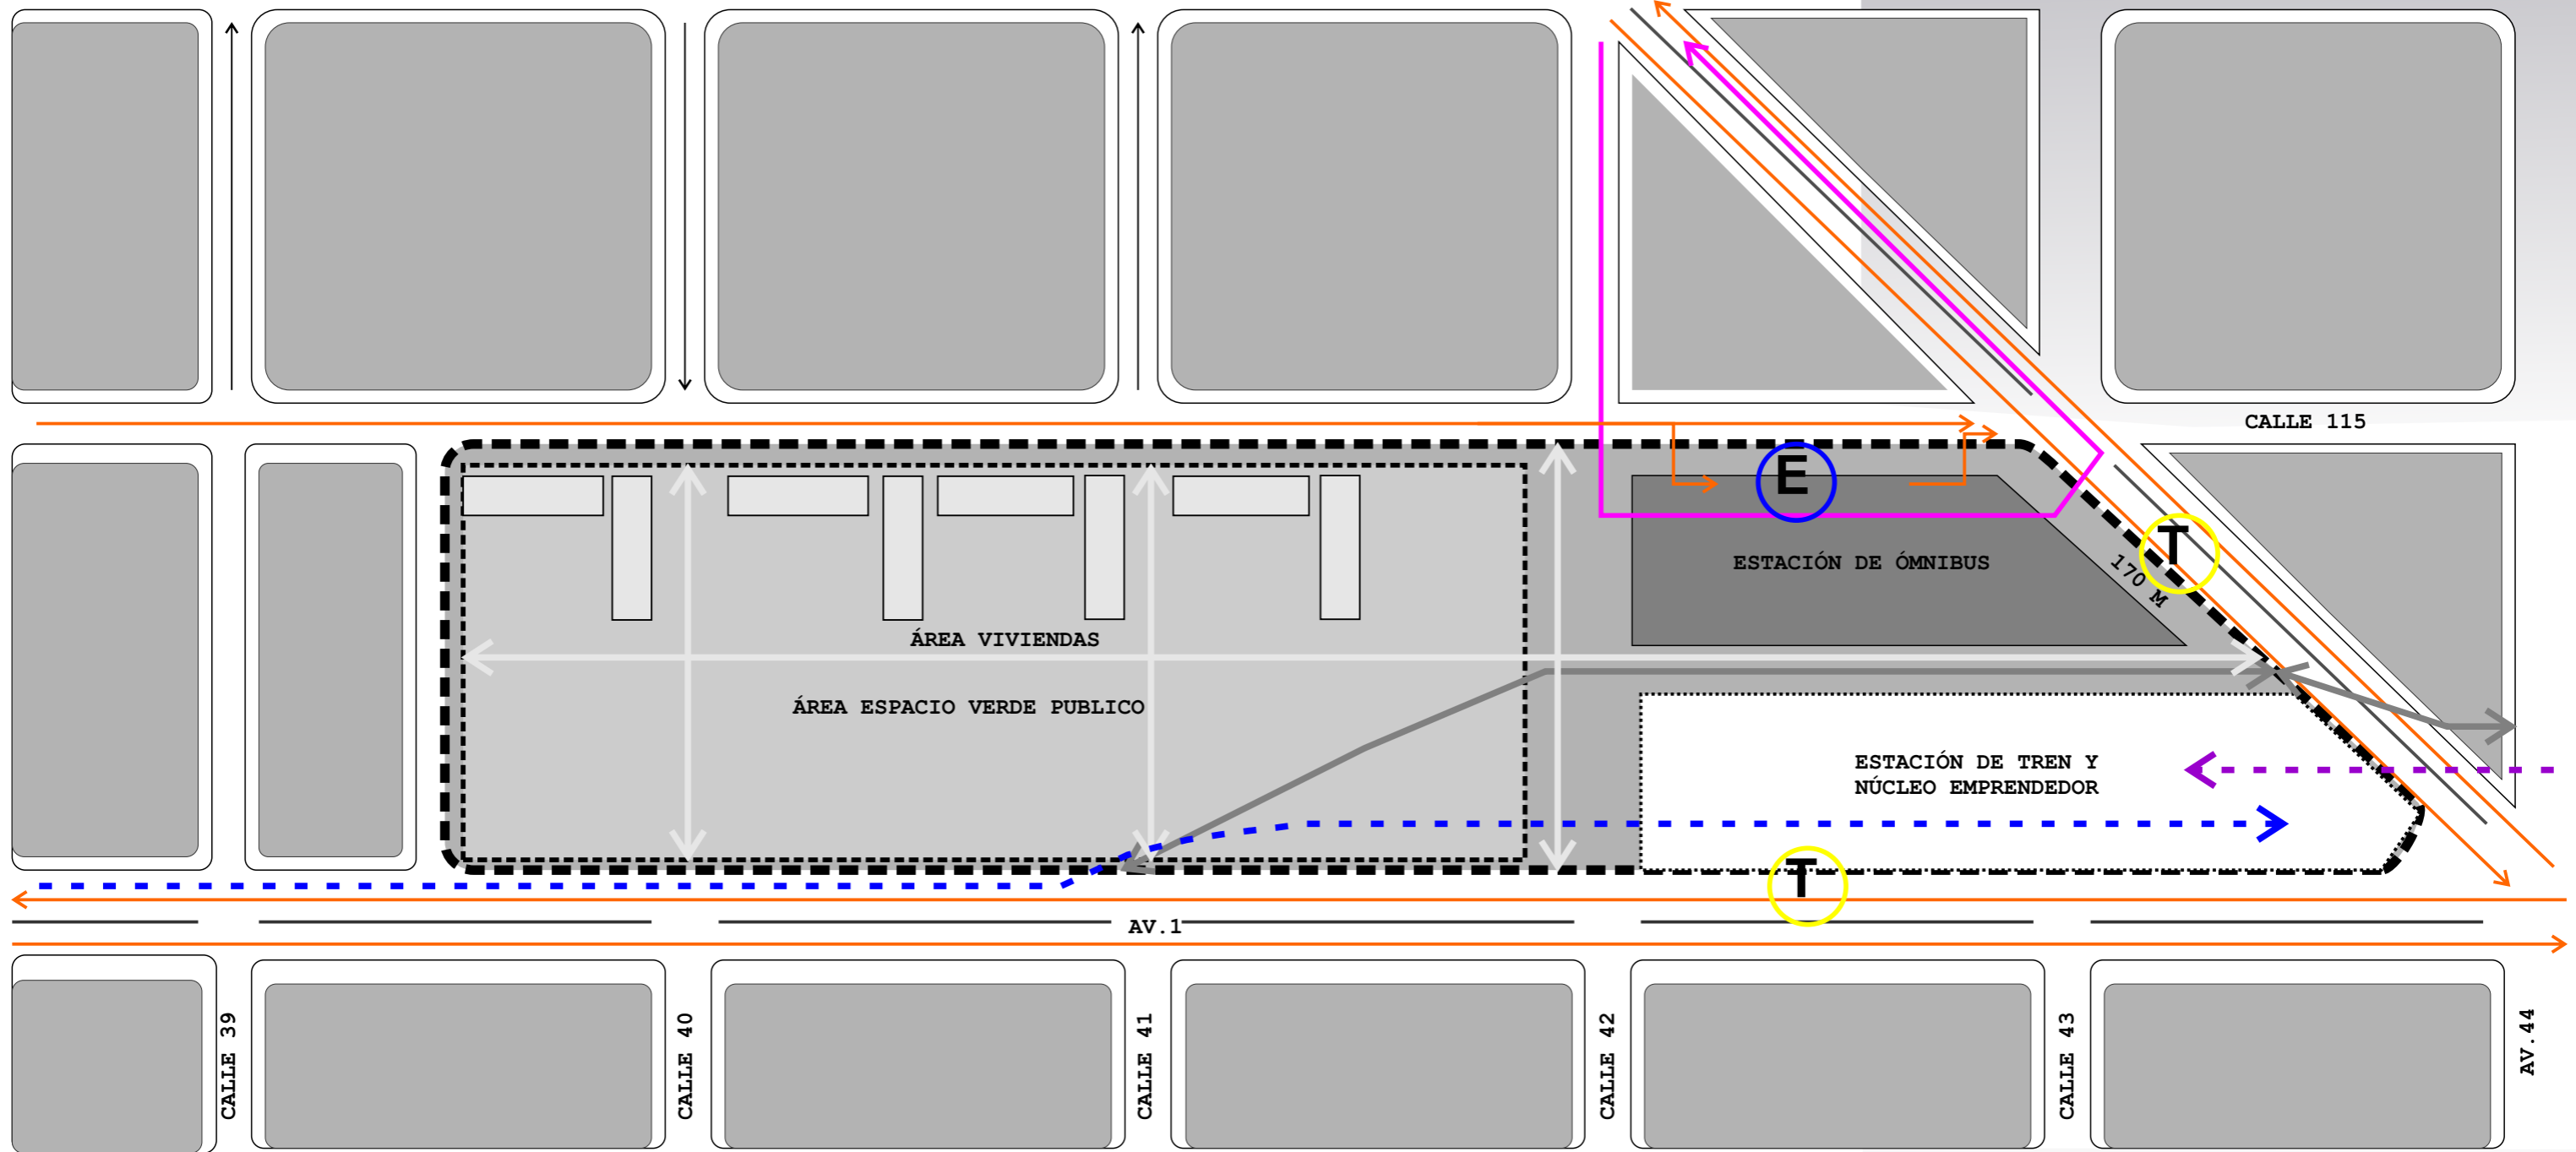 CALLE 115
E
ESTACIÓN DE ÓMNIBUS
T
170 M
ÁREA VIVIENDAS
ÁREA ESPACIO VERDE PUBLICO
ESTACIÓN DE TREN Y
NÚCLEO EMPRENDEDOR
T
AV.1
CALLE 39
CALLE 40
CALLE 41
CALLE 42
CALLE 43
AV.44